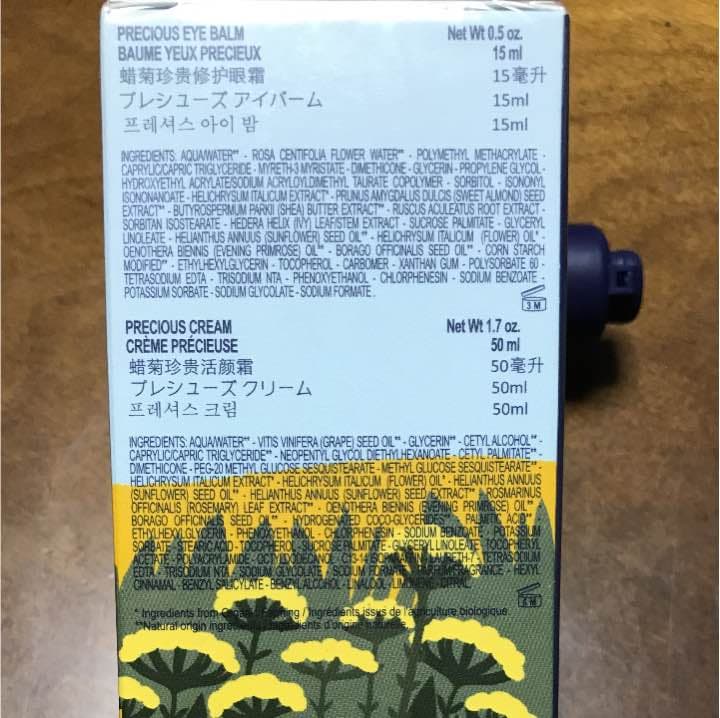 PRECIOUS EYE BALM Net Wt 0.5 oz.
BAUME YEUX PRECIEUX 15 ml
蜡菊珍贵修护眼霜 15毫升
プレシューズ アイバーム 15ml
프레셔스 아이 밤 15ml
INGREDIENTS: AQUA/WATER** - ROSA CENTIFOLIA FLOWER WATER** - POLYMETHYL METHACRYLATE -
CAPRYLIC/CAPRIC TRIGLYCERIDE - MYRETH-3 MYRISTATE - DIMETHICONE - GLYCERIN - PROPYLENE GLYCOL -
HYDROXYETHYL ACRYLATE/SODIUM ACRYLOYLDIMETHYL TAURATE COPOLYMER - SORBITOL - ISONONYL
ISONONANOATE - HELICHRYSUM ITALICUM EXTRACT* - PRUNUS AMYGDALUS DULCIS (SWEET ALMOND) SEED
EXTRACT** - BUTYROSPERMUM PARKII (SHEA) BUTTER EXTRACT** - RUSCUS ACULEATUS ROOT EXTRACT -
SORBITAN ISOSTEARATE - HEDERA HELIX (IVY) LEAF/STEM EXTRACT - SUCROSE PALMITATE - GLYCERYL
LINOLEATE - HELIANTHUS ANNUUS (SUNFLOWER) SEED OIL** - HELICHRYSUM ITALICUM (FLOWER) OIL* -
OENOTHERA BIENNIS (EVENING PRIMROSE) OIL** - BORAGO OFFICINALIS SEED OIL** - CORN STARCH
MODIFIED** - ETHYLHEXYLGLYCERIN - TOCOPHEROL - CARBOMER - XANTHAN GUM - POLYSORBATE 60 -
TETRASODIUM EDTA - TRISODIUM NTA - PHENOXYETHANOL - CHLORPHENESIN - SODIUM BENZOATE -
POTASSIUM SORBATE - SODIUM GLYCOLATE - SODIUM FORMATE.
3 M
PRECIOUS CREAM Net Wt 1.7 oz.
CRÈME PRÉCIEUSE 50 ml
蜡菊珍贵活颜霜 50毫升
プレシューズ クリーム 50ml
프레셔스 크림 50ml
INGREDIENTS: AQUA/WATER** - VITIS VINIFERA (GRAPE) SEED OIL** - GLYCERIN** - CETYL ALCOHOL** -
CAPRYLIC/CAPRIC TRIGLYCERIDE** - NEOPENTYL GLYCOL DIETHYLHEXANOATE - CETYL PALMITATE** -
DIMETHICONE - PEG-20 METHYL GLUCOSE SESQUISTEARATE - METHYL GLUCOSE SESQUISTEARATE** -
HELICHRYSUM ITALICUM EXTRACT* - HELICHRYSUM ITALICUM (FLOWER) OIL* - HELIANTHUS ANNUUS
(SUNFLOWER) SEED OIL** - HELIANTHUS ANNUUS (SUNFLOWER) SEED EXTRACT** - ROSMARINUS
OFFICINALIS (ROSEMARY) LEAF EXTRACT** - OENOTHERA BIENNIS (EVENING PRIMROSE) OIL** -
BORAGO OFFICINALIS SEED OIL** - HYDROGENATED COCO-GLYCERIDES** - PALMITIC ACID** -
ETHYLHEXYLGLYCERIN - PHENOXYETHANOL - CHLORPHENESIN - SODIUM BENZOATE - POTASSIUM
SORBATE - STEARIC ACID - TOCOPHEROL - SUCROSE PALMITATE - GLYCERYL LINOLEATE - TOCOPHERYL
ACETATE - POLYACRYLAMIDE - TETRASODIUM
EDTA - TRISODIUM NTA - SODIUM GLYCOLATE - SODIUM FORMATE - PARFUM/FRAGRANCE - HEXYL
CINNAMAL - BENZYL SALICYLATE - BENZYL ALCOHOL - LINALOOL - LIMONENE - CITRAL.
6 M
* Ingredients from Organic Farming / Ingrédients issus de l'agriculture biologique.
**Natural origin ingredients / Ingrédients d'origine naturelle.